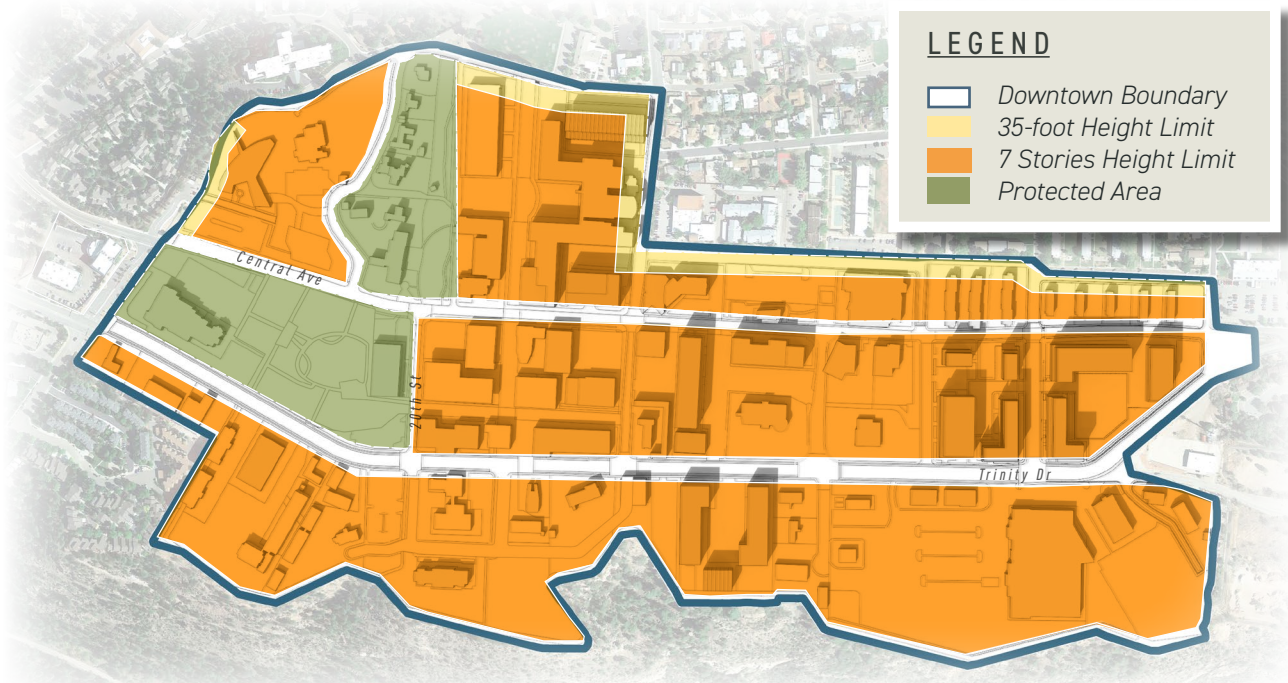 LEGEND
Downtown Boundary
35-foot Height Limit
7 Stories Height Limit
Protected Area
Central Ave
20th St
Trinity Dr